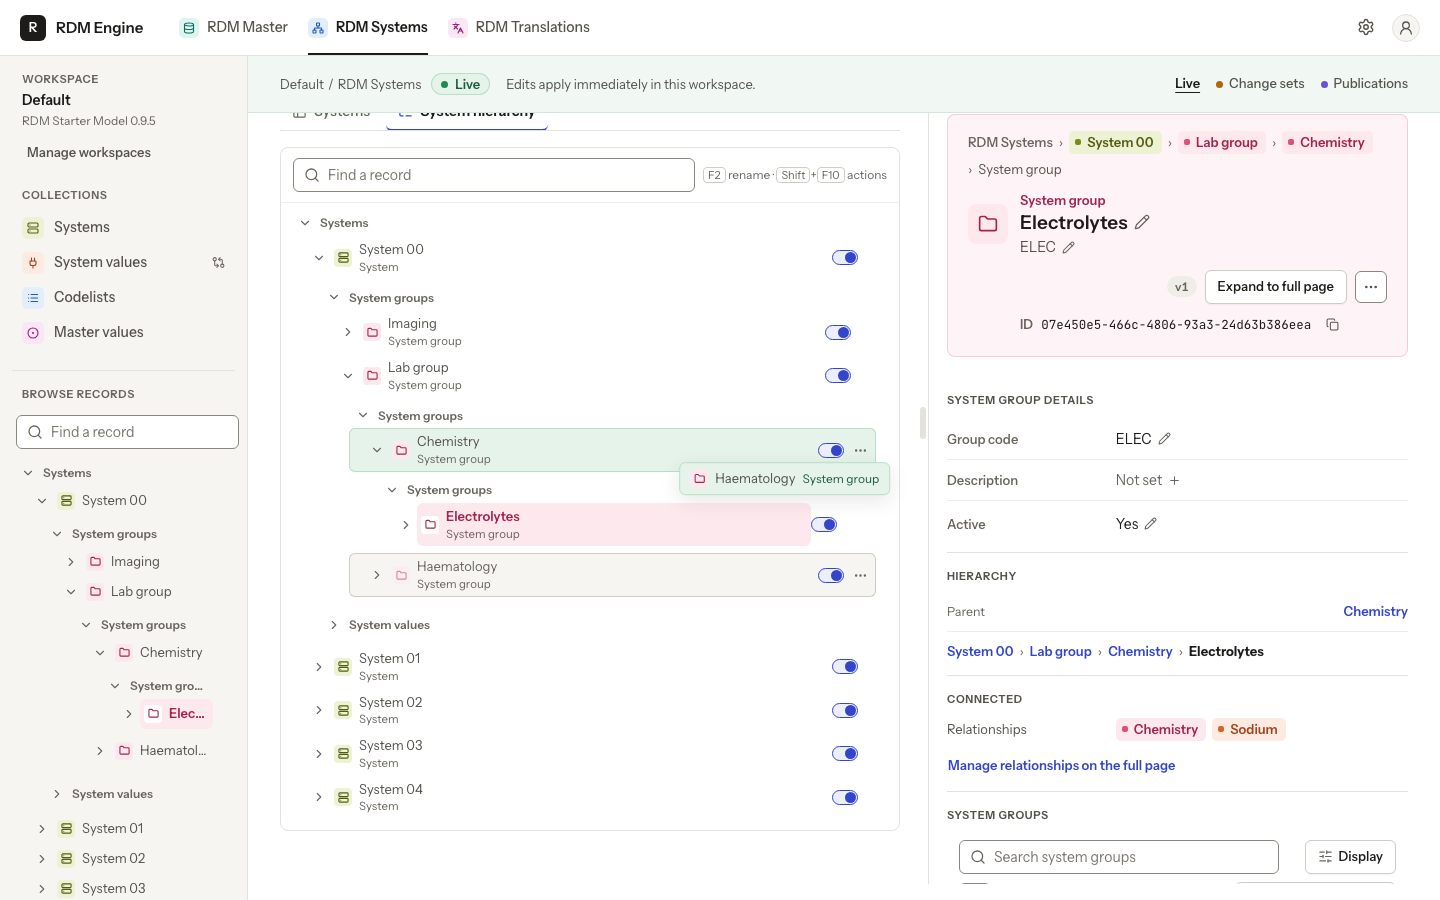 R RDM Engine RDM Master RDM Systems RDM Translations
WORKSPACE
Default
RDM Starter Model 0.9.5
Manage workspaces
COLLECTIONS
Systems
System values
Codelists
Master values
BROWSE RECORDS
Find a record
Systems
System 00
System groups
Imaging
Lab group
System groups
Chemistry
System gro...
Elec...
Haematol...
System values
System 01
System 02
System 03
Default / RDM Systems Live Edits apply immediately in this workspace.
Live Change sets Publications
Systems System hierarchy
Find a record F2 rename · Shift + F10 actions
Systems
System 00
System
System groups
Imaging
System group
Lab group
System group
System groups
Chemistry
System group
Haematology System group
System groups
Electrolytes
System group
Haematology
System group
System values
System 01
System
System 02
System
System 03
System
System 04
System
RDM Systems › System 00 › Lab group › Chemistry
› System group
System group
Electrolytes
ELEC
v1 Expand to full page
ID 07e450e5-466c-4806-93a3-24d63b386eea
SYSTEM GROUP DETAILS
Group code ELEC
Description Not set
Active Yes
HIERARCHY
Parent Chemistry
System 00 › Lab group › Chemistry › Electrolytes
CONNECTED
Relationships Chemistry Sodium
Manage relationships on the full page
SYSTEM GROUPS
Search system groups Display